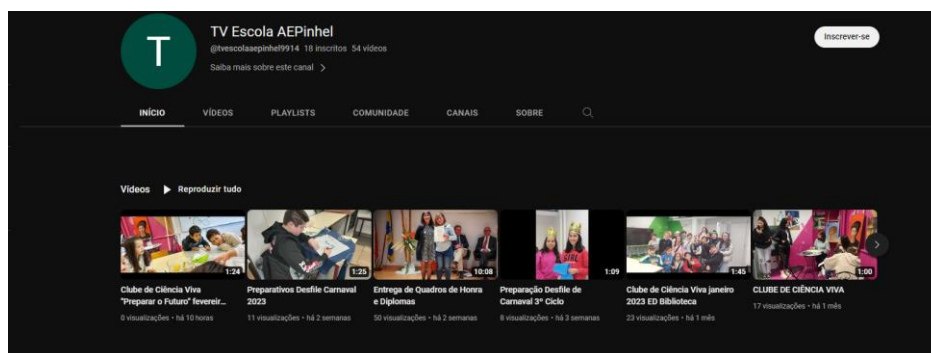 T
TV Escola AEPinhel
@tvescolaaepinhel9914 18 inscritos 54 vídeos
Saiba mais sobre este canal >
Inscrever-se
INÍCIO VÍDEOS PLAYLISTS COMUNIDADE CANAIS SOBRE
Vídeos Reproduzir tudo
1:24 1:25 10:08 1:09 1:45 1:00
Clube de Ciência Viva
"Preparar o Futuro" fevereir...
0 visualizações • há 10 horas
Preparativos Desfile Carnaval
2023
11 visualizações • há 2 semanas
Entrega de Quadros de Honra
e Diplomas
50 visualizações • há 2 semanas
Preparação Desfile de
Carnaval 3º Ciclo
8 visualizações • há 3 semanas
Clube de Ciência Viva janeiro
2023 ED Biblioteca
23 visualizações • há 1 mês
CLUBE DE CIÊNCIA VIVA
17 visualizações • há 1 mês